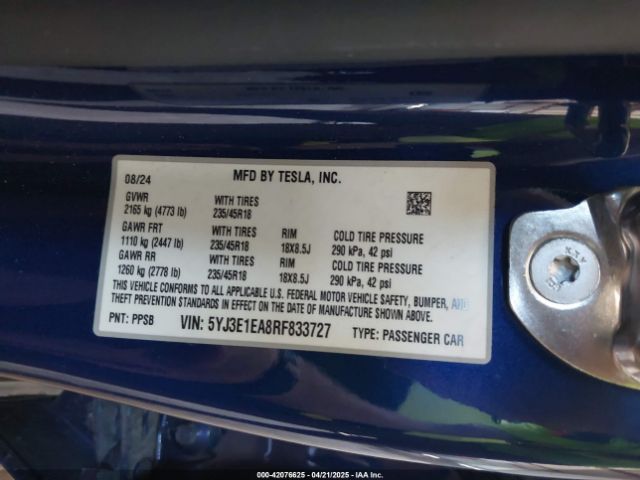 08/24 MFD BY TESLA, INC.
GVWR WITH TIRES
2165 kg (4773 lb) 235/45R18
GAWR FRT WITH TIRES RIM COLD TIRE PRESSURE
1110 kg (2447 lb) 235/45R18 18X8.5J 290 kPa, 42 psi
GAWR RR WITH TIRES RIM COLD TIRE PRESSURE
1260 kg (2778 lb) 235/45R18 18X8.5J 290 kPa, 42 psi
THIS VEHICLE CONFORMS TO ALL APPLICABLE U.S. FEDERAL MOTOR VEHICLE SAFETY, BUMPER, AND
THEFT PREVENTION STANDARDS IN EFFECT ON THE DATE OF MANUFACTURE SHOWN ABOVE.
PNT: PPSB VIN: 5YJ3E1EA8RF833727 TYPE: PASSENGER CAR
000-42076625 - 04/21/2025 - IAA Inc.